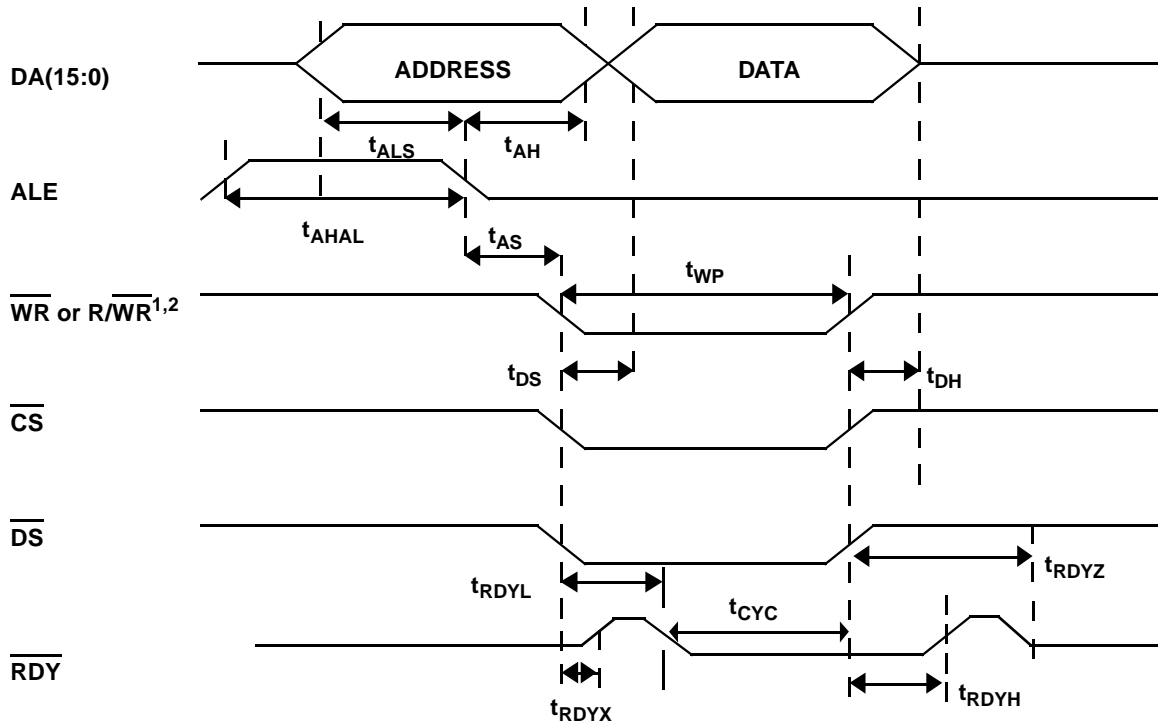 DA(15:0)
ADDRESS
DATA
tALS
tAH
ALE
tAHAL
tAS
tWP
WR or R/WR1,2
tDS
tDH
CS
DS
tRDYL
tRDYZ
tCYC
RDY
tRDYX
tRDYH